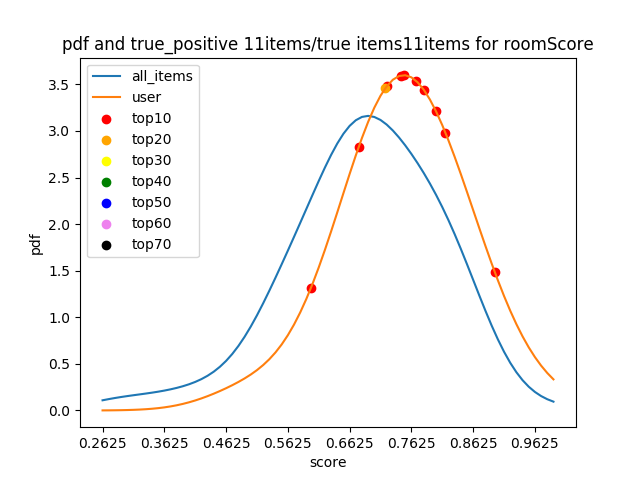 pdf and true_positive 11items/true items11items for roomScore
all_items
user
top10
top20
top30
top40
top50
top60
top70
3.5
3.0
2.5
2.0
1.5
1.0
0.5
0.0
pdf
0.2625 0.3625 0.4625 0.5625 0.6625 0.7625 0.8625 0.9625
score